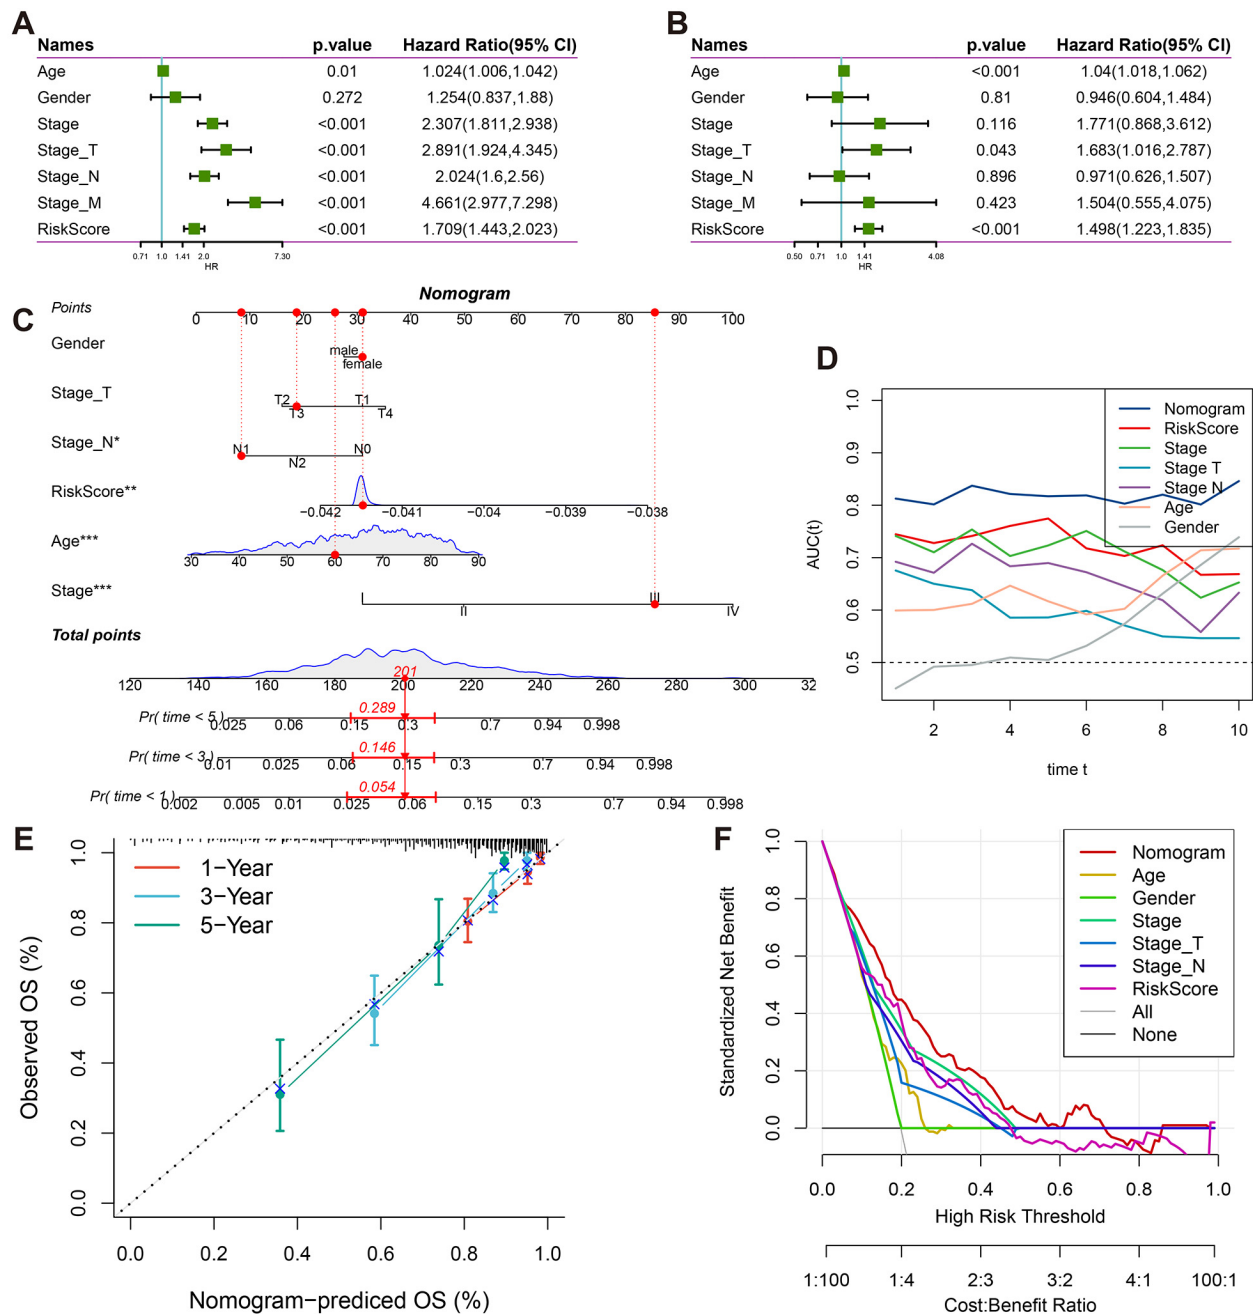 A
Names p.value Hazard Ratio(95% CI)
Age 0.01 1.024(1.006,1.042)
Gender 0.272 1.254(0.837,1.88)
Stage <0.001 2.307(1.811,2.938)
Stage_T <0.001 2.891(1.924,4.345)
Stage_N <0.001 2.024(1.6,2.56)
Stage_M <0.001 4.661(2.977,7.298)
RiskScore <0.001 1.709(1.443,2.023)
0.71 1.0 1.41 2.0 7.30
HR
B
Names p.value Hazard Ratio(95% CI)
Age <0.001 1.04(1.018,1.062)
Gender 0.81 0.946(0.604,1.484)
Stage 0.116 1.771(0.868,3.612)
Stage_T 0.043 1.683(1.016,2.787)
Stage_N 0.896 0.971(0.626,1.507)
Stage_M 0.423 1.504(0.555,4.075)
RiskScore <0.001 1.498(1.223,1.835)
0.50 0.71 1.0 1.41 4.08
HR
C
Nomogram
Points
0 10 20 30 40 50 60 70 80 90 100
Gender
male
female
Stage_T
T2 T1
T3 T4
Stage_N*
N1 N0
N2
RiskScore**
−0.042 −0.041 −0.04 −0.039 −0.038
Age***
30 40 50 60 70 80 90
Stage***
III
II IV
Total points
201
120 140 160 180 200 220 240 260 280 300 32
0.289
Pr( time < 5 )
0.025 0.06 0.15 0.3 0.7 0.94 0.998
0.146
Pr( time < 3 )
0.01 0.025 0.06 0.15 0.3 0.7 0.94 0.998
0.054
Pr( time < 1 )
0.002 0.005 0.01 0.025 0.06 0.15 0.3 0.7 0.94 0.998
D
AUC(t)
1.0
0.9
0.8
0.7
0.6
0.5
Nomogram
RiskScore
Stage
Stage T
Stage N
Age
Gender
2 4 6 8 10
time t
E
1−Year
3−Year
5−Year
Observed OS (%)
1.0
0.8
0.6
0.4
0.2
0.0
0.0 0.2 0.4 0.6 0.8 1.0
Nomogram−prediced OS (%)
F
Standardized Net Benefit
1.0
0.8
0.6
0.4
0.2
0.0
Nomogram
Age
Gender
Stage
Stage_T
Stage_N
RiskScore
All
None
0.0 0.2 0.4 0.6 0.8 1.0
High Risk Threshold
1:100 1:4 2:3 3:2 4:1 100:1
Cost:Benefit Ratio